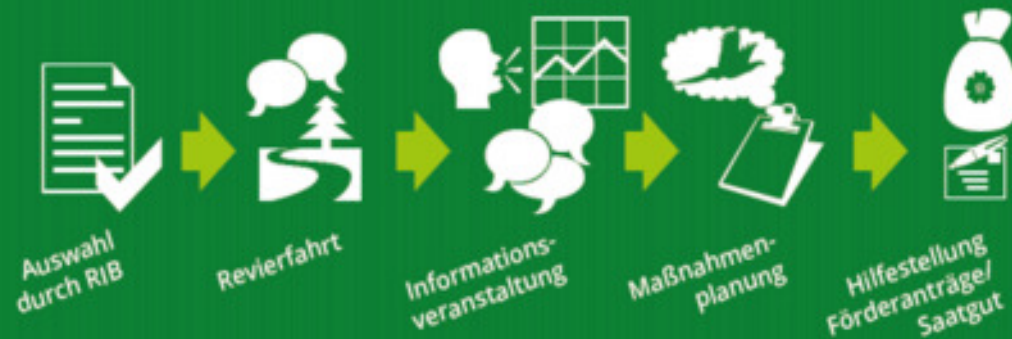 Auswahl
durch RIB
Revierfahrt
Informations-
veranstaltung
Maßnahmen-
planung
Hilfestellung
Förderanträge/
Saatgut